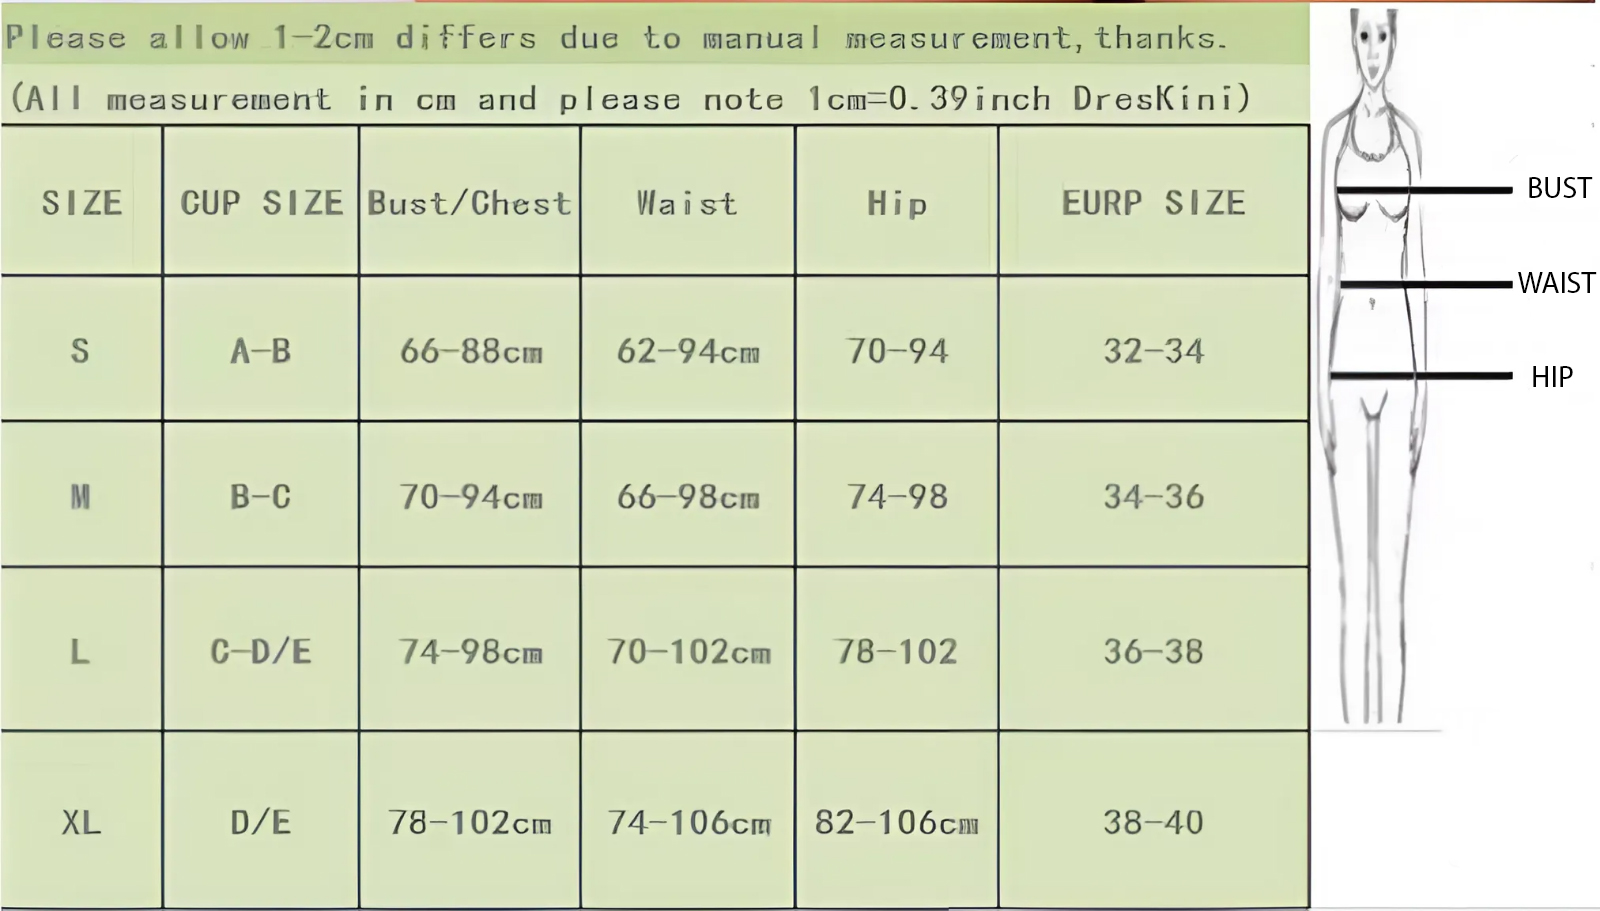 Please allow 1-2cm differs due to manual measurement,thanks.
(All measurement in cm and please note 1cm=0.39inch DresKini)
SIZE CUP SIZE Bust/Chest Waist Hip EURP SIZE
S A-B 66-88cm 62-94cm 70-94 32-34
M B-C 70-94cm 66-98cm 74-98 34-36
L C-D/E 74-98cm 70-102cm 78-102 36-38
XL D/E 78-102cm 74-106cm 82-106cm 38-40
BUST
WAIST
HIP